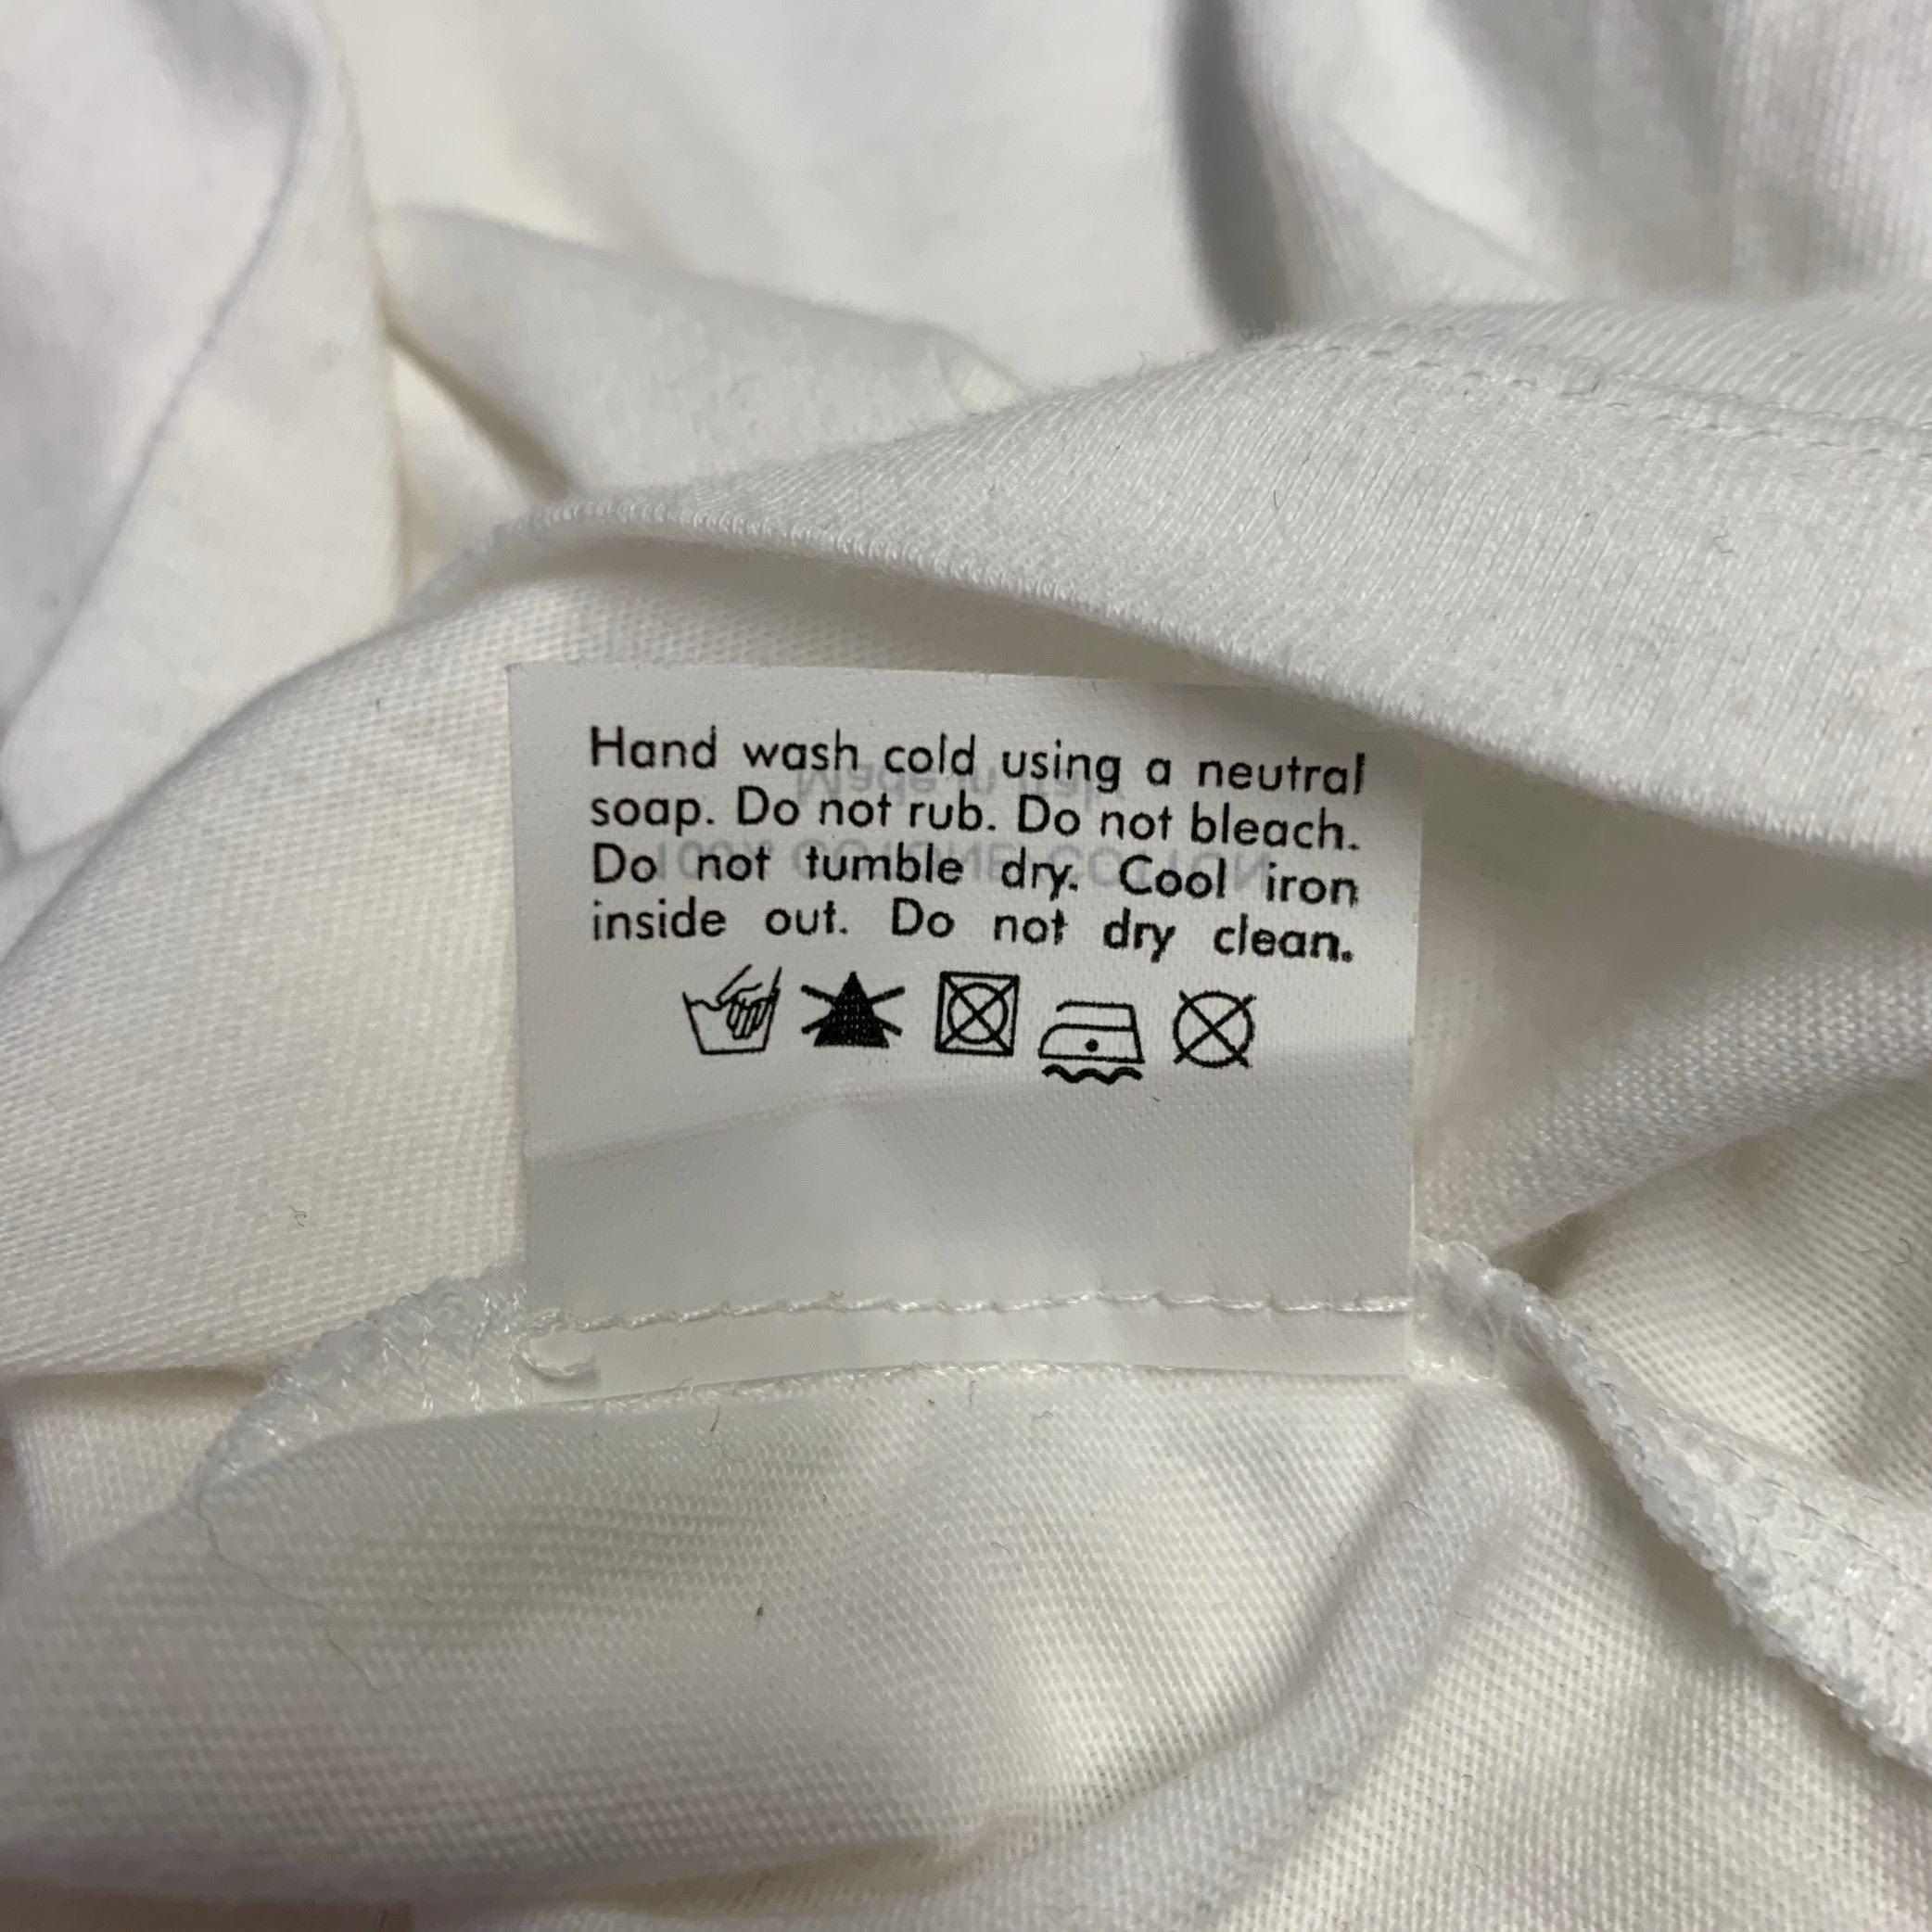 Hand wash cold using a neutral
soap. Do not rub. Do not bleach.
Do not tumble dry. Cool iron
inside out. Do not dry clean.